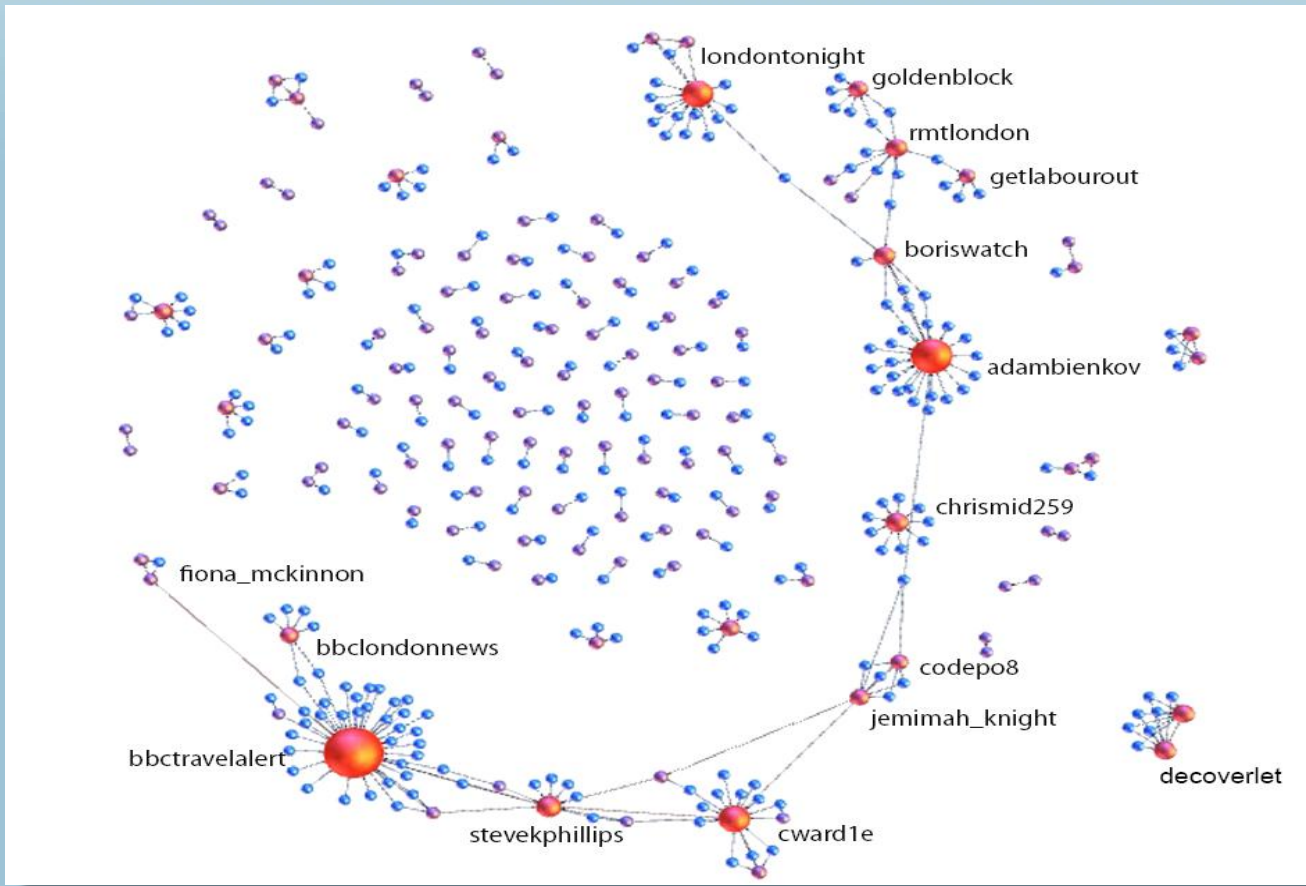 londontonight
goldenblock
rmtlondon
getlabourout
boriswatch
adambienkov
chrismid259
fiona_mckinnon
bbclondonnews
codepo8
jemimah_knight
bbctravelalert
decoverlet
stevekphillips
cward1e